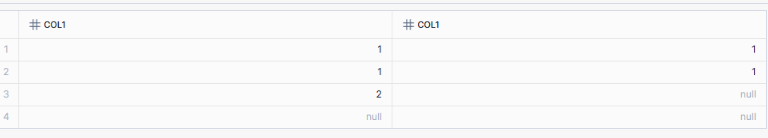 # COL1 # COL1
1 1 1
2 1 1
3 2 null
4 null null